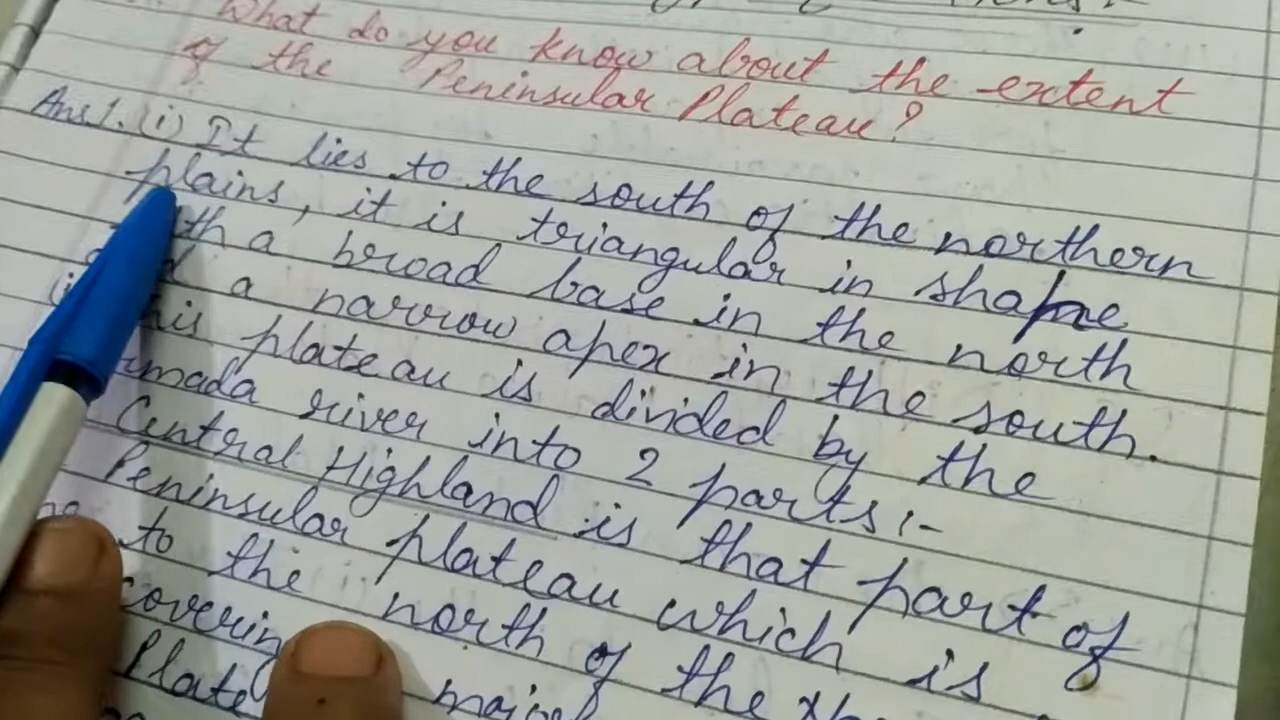 What do you know about the extent
of the Peninsular Plateau?
Ans1. (i) It lies to the south of the northern
plains, it is triangular in shape
a broad base in the north
a narrow apex in the south.
plateau is divided by the
river into 2 parts:-
Central Highland is that part of
Peninsular plateau which is
to the north of the
covering
major